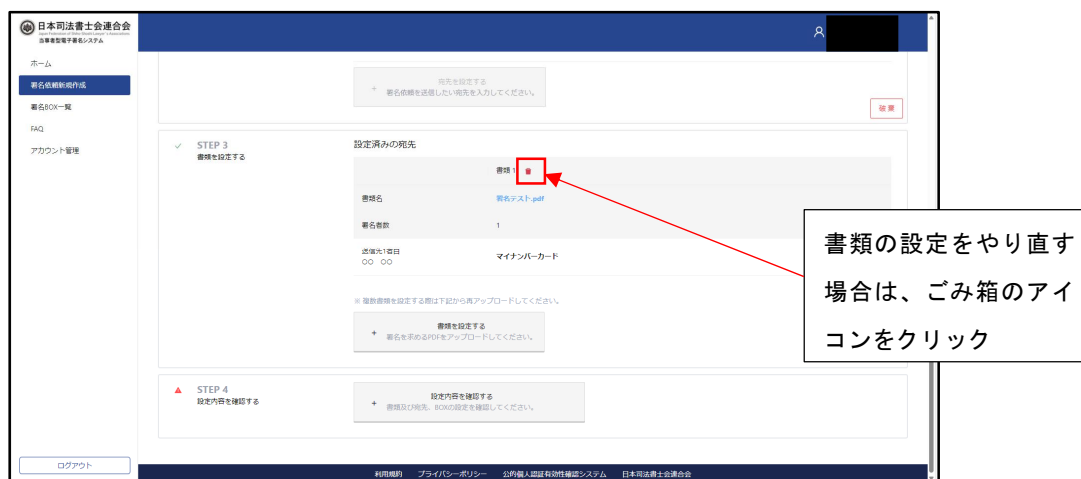 日本司法書士会連合会
当事者型電子署名システム
ホーム
署名依頼新規作成
署名BOX一覧
FAQ
アカウント管理
ログアウト
+ 宛先を設定する
署名依頼を送信したい宛先を入力してください。
破棄
STEP 3
書類を設定する
設定済みの宛先
書類 1
書類名 署名テスト.pdf
署名者数 1
送信先1番目
○○ ○○
マイナンバーカード
※ 複数書類を設定する際は下記から再アップロードしてください。
+ 書類を設定する
署名を求めるPDFをアップロードしてください。
STEP 4
設定内容を確認する
+ 設定内容を確認する
書類及び宛先、BOXの設定を確認してください。
利用規約 プライバシーポリシー 公的個人認証有効性確認システム 日本司法書士会連合会
書類の設定をやり直す
場合は、ごみ箱のアイ
コンをクリック